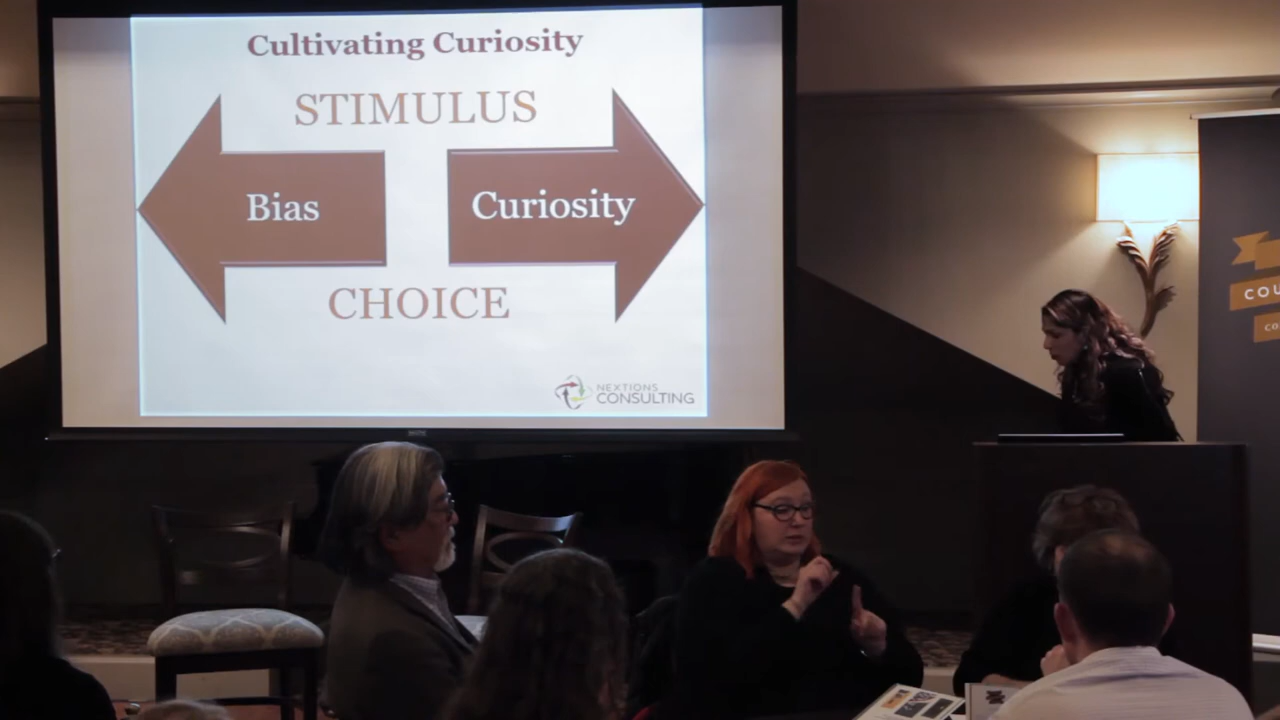 Cultivating Curiosity
STIMULUS
Bias
Curiosity
CHOICE
NEXTIONS
CONSULTING